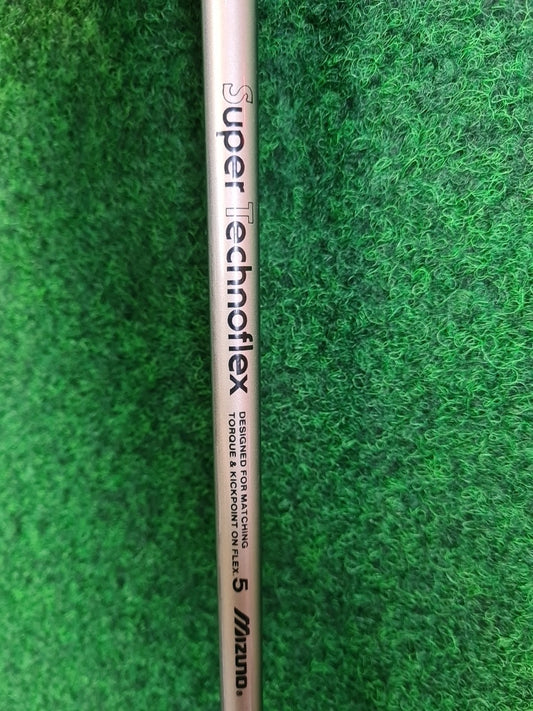 Super Technoflex
DESIGNED FOR MATCHING
TORQUE & KICKPOINT ON FLEX.
5
MIZUNO®